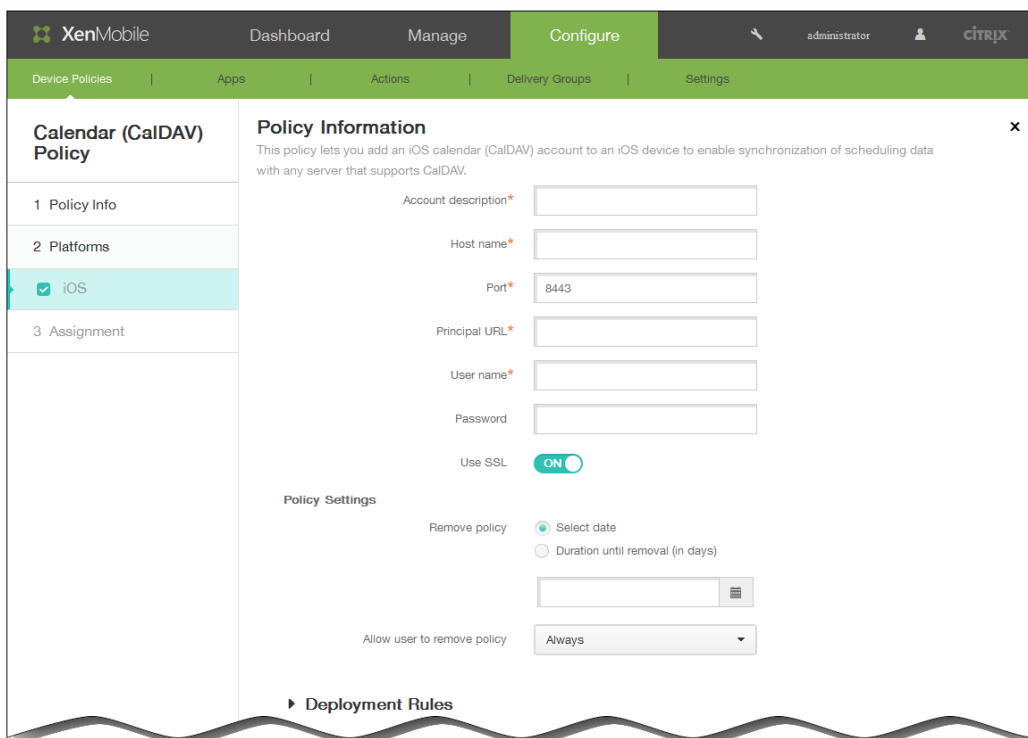 XenMobile Dashboard Manage Configure administrator CİTRIX
Device Policies | Apps | Actions | Delivery Groups | Settings
Calendar (CalDAV)
Policy
1 Policy Info
2 Platforms
iOS
3 Assignment
Policy Information
x
This policy lets you add an iOS calendar (CalDAV) account to an iOS device to enable synchronization of scheduling data
with any server that supports CalDAV.
Account description*
Host name*
Port* 8443
Principal URL*
User name*
Password
Use SSL ON
Policy Settings
Remove policy Select date
Duration until removal (in days)
Allow user to remove policy Always
Deployment Rules